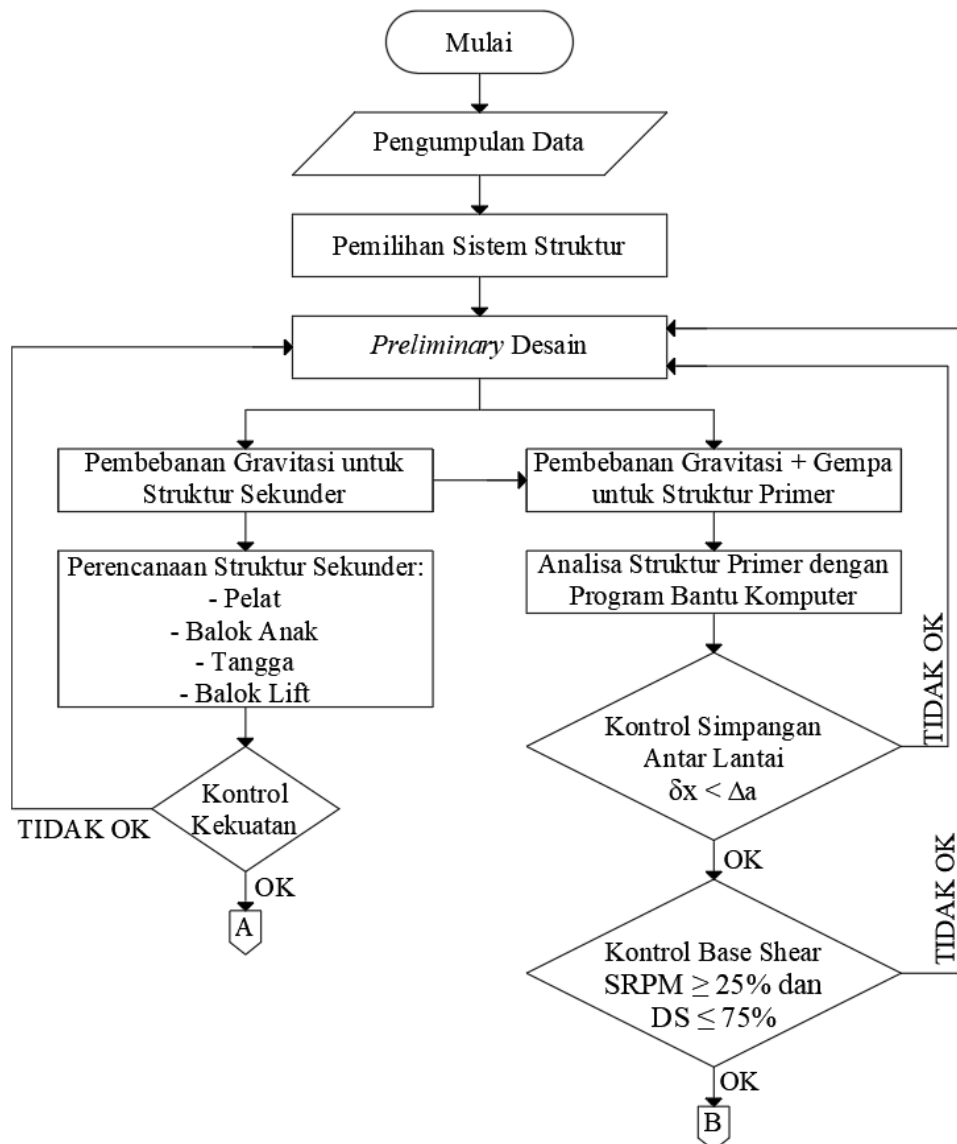 Mulai
Pengumpulan Data
Pemilihan Sistem Struktur
Preliminary Desain
Pembebanan Gravitasi untuk
Struktur Sekunder
Pembebanan Gravitasi + Gempa
untuk Struktur Primer
Perencanaan Struktur Sekunder:
- Pelat
- Balok Anak
- Tangga
- Balok Lift
Analisa Struktur Primer dengan
Program Bantu Komputer
Kontrol
Kekuatan
TIDAK OK
OK
A
Kontrol Simpangan
Antar Lantai
δx < Δa
TIDAK OK
OK
Kontrol Base Shear
SRPM ≥ 25% dan
DS ≤ 75%
TIDAK OK
OK
B